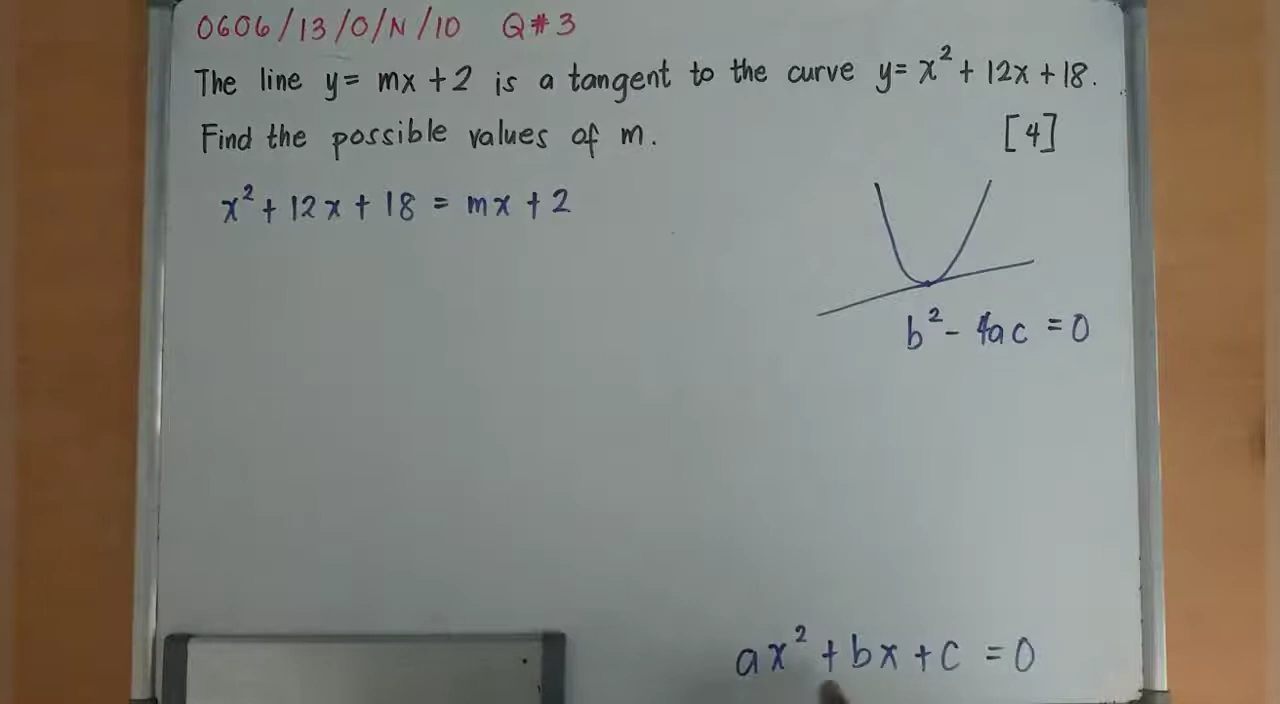 0606/13/O/N/10 Q#3
The line y = mx + 2 is a tangent to the curve y = x² + 12x + 18.
Find the possible values of m. [4]
x² + 12x + 18 = mx + 2
b² - 4ac = 0
ax² + bx + c = 0